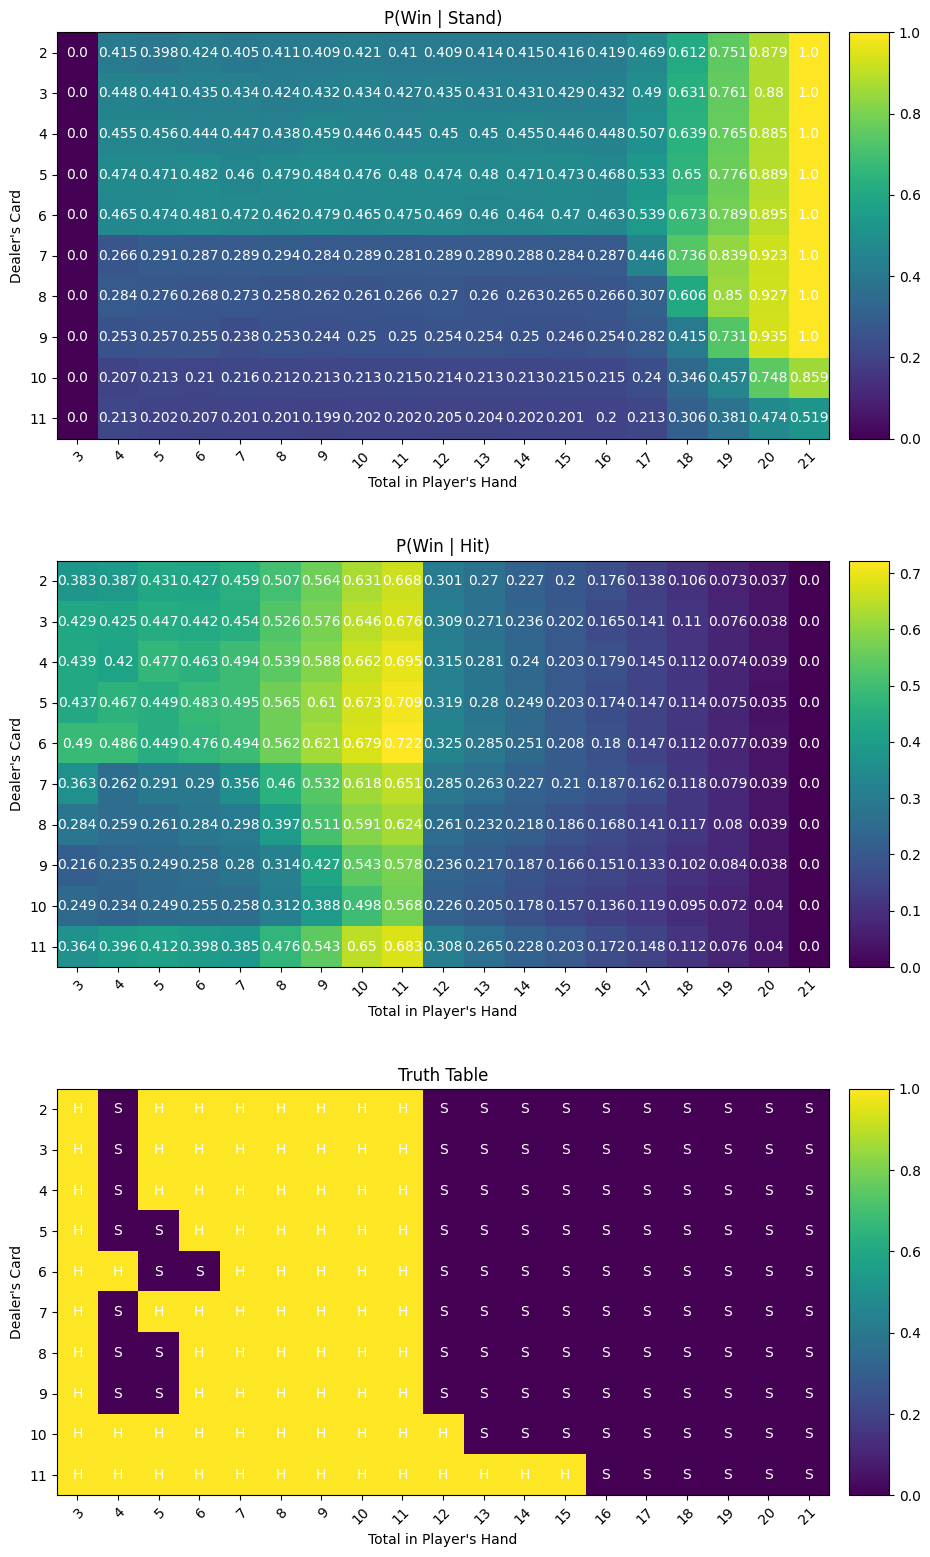 P(Win | Stand)
2 0.0 0.415 0.398 0.424 0.405 0.411 0.409 0.421 0.41 0.409 0.414 0.415 0.416 0.419 0.469 0.612 0.751 0.879 1.0
3 0.0 0.448 0.441 0.435 0.434 0.424 0.432 0.434 0.427 0.435 0.431 0.431 0.429 0.432 0.49 0.631 0.761 0.88 1.0
4 0.0 0.455 0.456 0.444 0.447 0.438 0.459 0.446 0.445 0.45 0.45 0.455 0.446 0.448 0.507 0.639 0.765 0.885 1.0
5 0.0 0.474 0.471 0.482 0.46 0.479 0.484 0.476 0.48 0.474 0.48 0.471 0.473 0.468 0.533 0.65 0.776 0.889 1.0
6 0.0 0.465 0.474 0.481 0.472 0.462 0.479 0.465 0.475 0.469 0.46 0.464 0.47 0.463 0.539 0.673 0.789 0.895 1.0
7 0.0 0.266 0.291 0.287 0.289 0.294 0.284 0.289 0.281 0.289 0.289 0.288 0.284 0.287 0.446 0.736 0.839 0.923 1.0
8 0.0 0.284 0.276 0.268 0.273 0.258 0.262 0.261 0.266 0.27 0.26 0.263 0.265 0.266 0.307 0.606 0.85 0.927 1.0
9 0.0 0.253 0.257 0.255 0.238 0.253 0.244 0.25 0.25 0.254 0.254 0.25 0.246 0.254 0.282 0.415 0.731 0.935 1.0
10 0.0 0.207 0.213 0.21 0.216 0.212 0.213 0.213 0.215 0.214 0.213 0.213 0.215 0.215 0.24 0.346 0.457 0.748 0.859
11 0.0 0.213 0.202 0.207 0.201 0.201 0.199 0.202 0.202 0.205 0.204 0.202 0.201 0.2 0.213 0.306 0.381 0.474 0.519
3 4 5 6 7 8 9 10 11 12 13 14 15 16 17 18 19 20 21
Total in Player's Hand
Dealer's Card
1.0
0.8
0.6
0.4
0.2
0.0
P(Win | Hit)
2 0.383 0.387 0.431 0.427 0.459 0.507 0.564 0.631 0.668 0.301 0.27 0.227 0.2 0.176 0.138 0.106 0.073 0.037 0.0
3 0.429 0.425 0.447 0.442 0.454 0.526 0.576 0.646 0.676 0.309 0.271 0.236 0.202 0.165 0.141 0.11 0.076 0.038 0.0
4 0.439 0.42 0.477 0.463 0.494 0.539 0.588 0.662 0.695 0.315 0.281 0.24 0.203 0.179 0.145 0.112 0.074 0.039 0.0
5 0.437 0.467 0.449 0.483 0.495 0.565 0.61 0.673 0.709 0.319 0.28 0.249 0.203 0.174 0.147 0.114 0.075 0.035 0.0
6 0.49 0.486 0.449 0.476 0.494 0.562 0.621 0.679 0.722 0.325 0.285 0.251 0.208 0.18 0.147 0.112 0.077 0.039 0.0
7 0.363 0.262 0.291 0.29 0.356 0.46 0.532 0.618 0.651 0.285 0.263 0.227 0.21 0.187 0.162 0.118 0.079 0.039 0.0
8 0.284 0.259 0.261 0.284 0.298 0.397 0.511 0.591 0.624 0.261 0.232 0.218 0.186 0.168 0.141 0.117 0.08 0.039 0.0
9 0.216 0.235 0.249 0.258 0.28 0.314 0.427 0.543 0.578 0.236 0.217 0.187 0.166 0.151 0.133 0.102 0.084 0.038 0.0
10 0.249 0.234 0.249 0.255 0.258 0.312 0.388 0.498 0.568 0.226 0.205 0.178 0.157 0.136 0.119 0.095 0.072 0.04 0.0
11 0.364 0.396 0.412 0.398 0.385 0.476 0.543 0.65 0.683 0.308 0.265 0.228 0.203 0.172 0.148 0.112 0.076 0.04 0.0
3 4 5 6 7 8 9 10 11 12 13 14 15 16 17 18 19 20 21
Total in Player's Hand
Dealer's Card
0.7
0.6
0.5
0.4
0.3
0.2
0.1
0.0
Truth Table
2 H S H H H H H H H S S S S S S S S S S
3 H S H H H H H H H S S S S S S S S S S
4 H S H H H H H H H S S S S S S S S S S
5 H S S H H H H H H S S S S S S S S S S
6 H H S S H H H H H S S S S S S S S S S
7 H S H H H H H H H S S S S S S S S S S
8 H S S H H H H H H S S S S S S S S S S
9 H S S H H H H H H S S S S S S S S S S
10 H H H H H H H H H H S S S S S S S S S
11 H H H H H H H H H H H H H S S S S S S
3 4 5 6 7 8 9 10 11 12 13 14 15 16 17 18 19 20 21
Total in Player's Hand
Dealer's Card
1.0
0.8
0.6
0.4
0.2
0.0